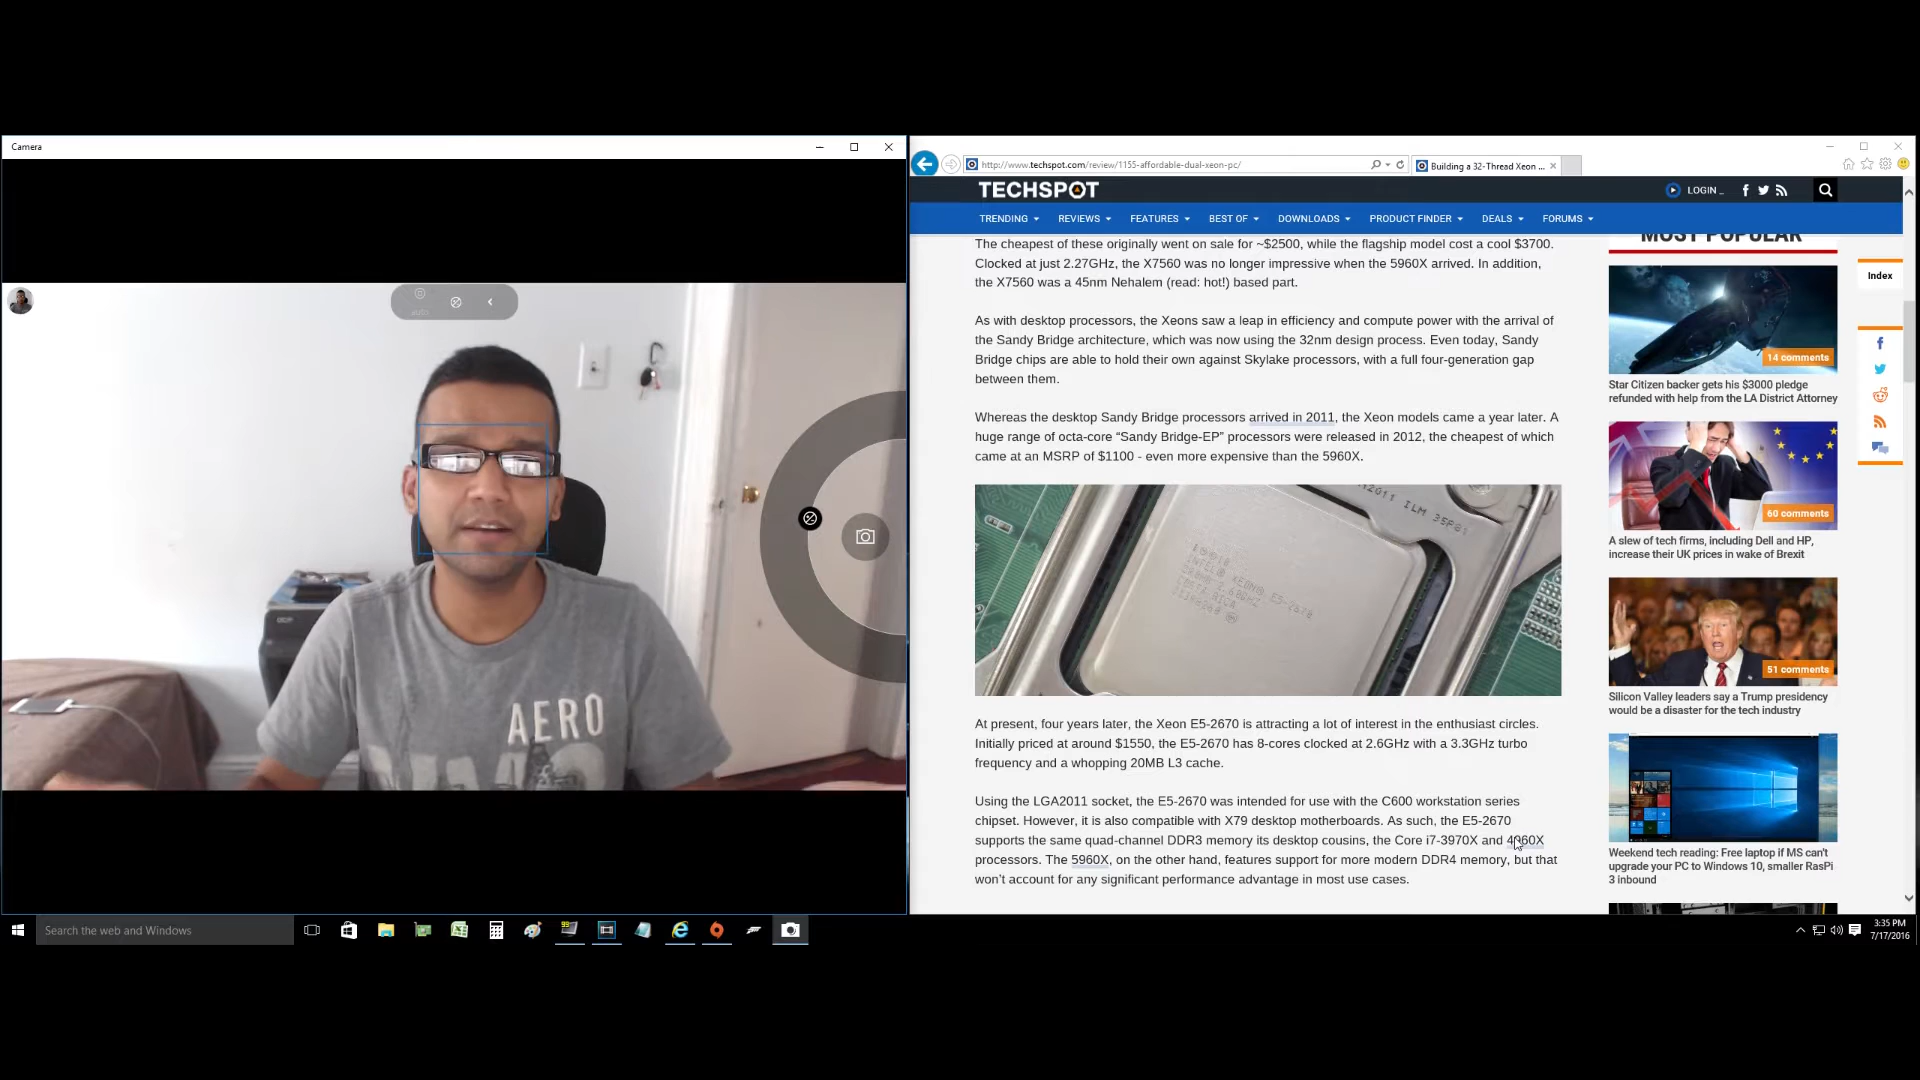 Camera
auto
AERO
http://www.techspot.com/review/1155-affordable-dual-xeon-pc/
Building a 32-Thread Xeon ...
TECHSPOT
LOGIN _
TRENDING
REVIEWS
FEATURES
BEST OF
DOWNLOADS
PRODUCT FINDER
DEALS
FORUMS
The cheapest of these originally went on sale for ~$2500, while the flagship model cost a cool $3700.
Clocked at just 2.27GHz, the X7560 was no longer impressive when the 5960X arrived. In addition,
the X7560 was a 45nm Nehalem (read: hot!) based part.
As with desktop processors, the Xeons saw a leap in efficiency and compute power with the arrival of
the Sandy Bridge architecture, which was now using the 32nm design process. Even today, Sandy
Bridge chips are able to hold their own against Skylake processors, with a full four-generation gap
between them.
Whereas the desktop Sandy Bridge processors arrived in 2011, the Xeon models came a year later. A
huge range of octa-core “Sandy Bridge-EP” processors were released in 2012, the cheapest of which
came at an MSRP of $1100 - even more expensive than the 5960X.
INTEL® XEON® E5-2670
COSTA RICA
At present, four years later, the Xeon E5-2670 is attracting a lot of interest in the enthusiast circles.
Initially priced at around $1550, the E5-2670 has 8-cores clocked at 2.6GHz with a 3.3GHz turbo
frequency and a whopping 20MB L3 cache.
Using the LGA2011 socket, the E5-2670 was intended for use with the C600 workstation series
chipset. However, it is also compatible with X79 desktop motherboards. As such, the E5-2670
supports the same quad-channel DDR3 memory its desktop cousins, the Core i7-3970X and 4960X
processors. The 5960X, on the other hand, features support for more modern DDR4 memory, but that
won’t account for any significant performance advantage in most use cases.
MOST POPULAR
14 comments
Star Citizen backer gets his $3000 pledge
refunded with help from the LA District Attorney
60 comments
A slew of tech firms, including Dell and HP,
increase their UK prices in wake of Brexit
51 comments
Silicon Valley leaders say a Trump presidency
would be a disaster for the tech industry
Weekend tech reading: Free laptop if MS can’t
upgrade your PC to Windows 10, smaller RasPi
3 inbound
Index
Search the web and Windows
3:35 PM
7/17/2016